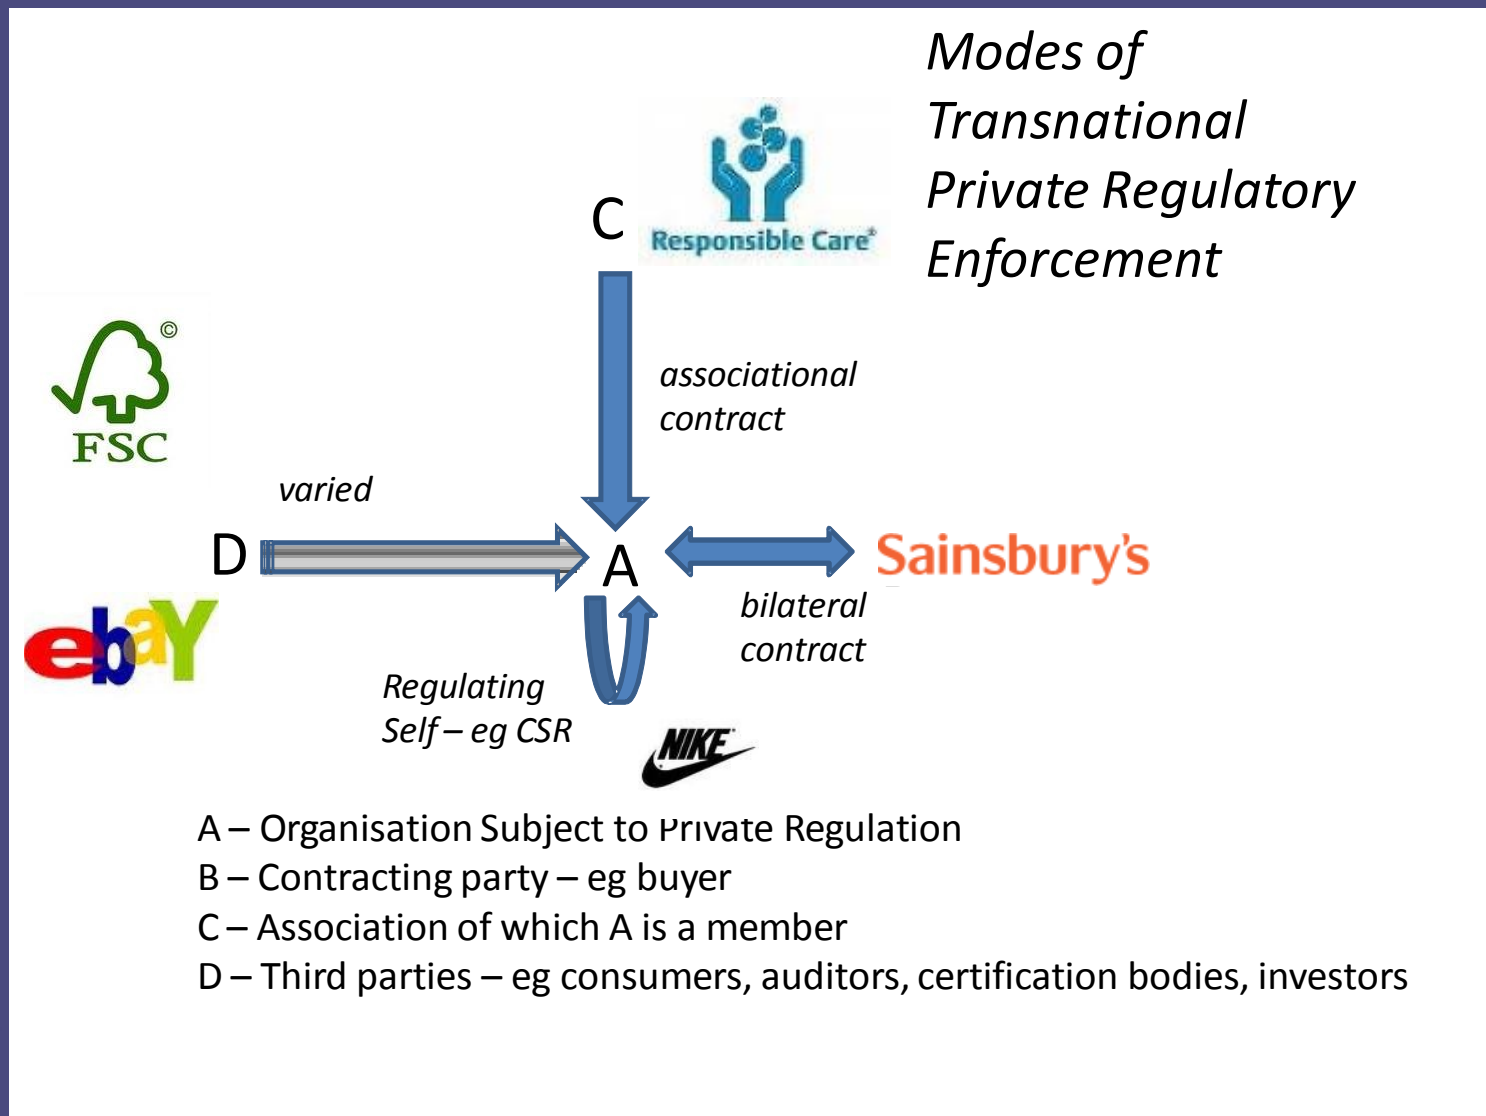 Modes of
Transnational
Private Regulatory
Enforcement
C
Responsible Care®
associational
contract
©
FSC
varied
D
A
Sainsbury's
bilateral
contract
ebaY
Regulating
Self – eg CSR
NIKE
A – Organisation Subject to Private Regulation
B – Contracting party – eg buyer
C – Association of which A is a member
D – Third parties – eg consumers, auditors, certification bodies, investors